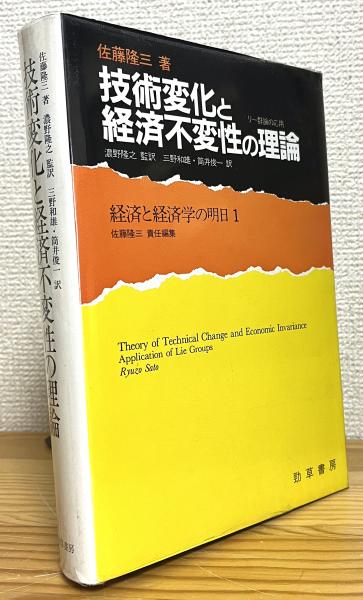 佐藤隆三 著
技術変化と
経済不変性の理論
リー群論の応用
濃野隆之 監訳 三野和雄・筒井俊一 訳
経済と経済学の明日 1
佐藤隆三 責任編集
Theory of Technical Change and Economic Invariance
Application of Lie Groups
Ryuzo Sato
勁草書房
佐藤隆三 著
濃野隆之 監訳 三野和雄・筒井俊一 訳
技術変化と経済不変性の理論
草書房